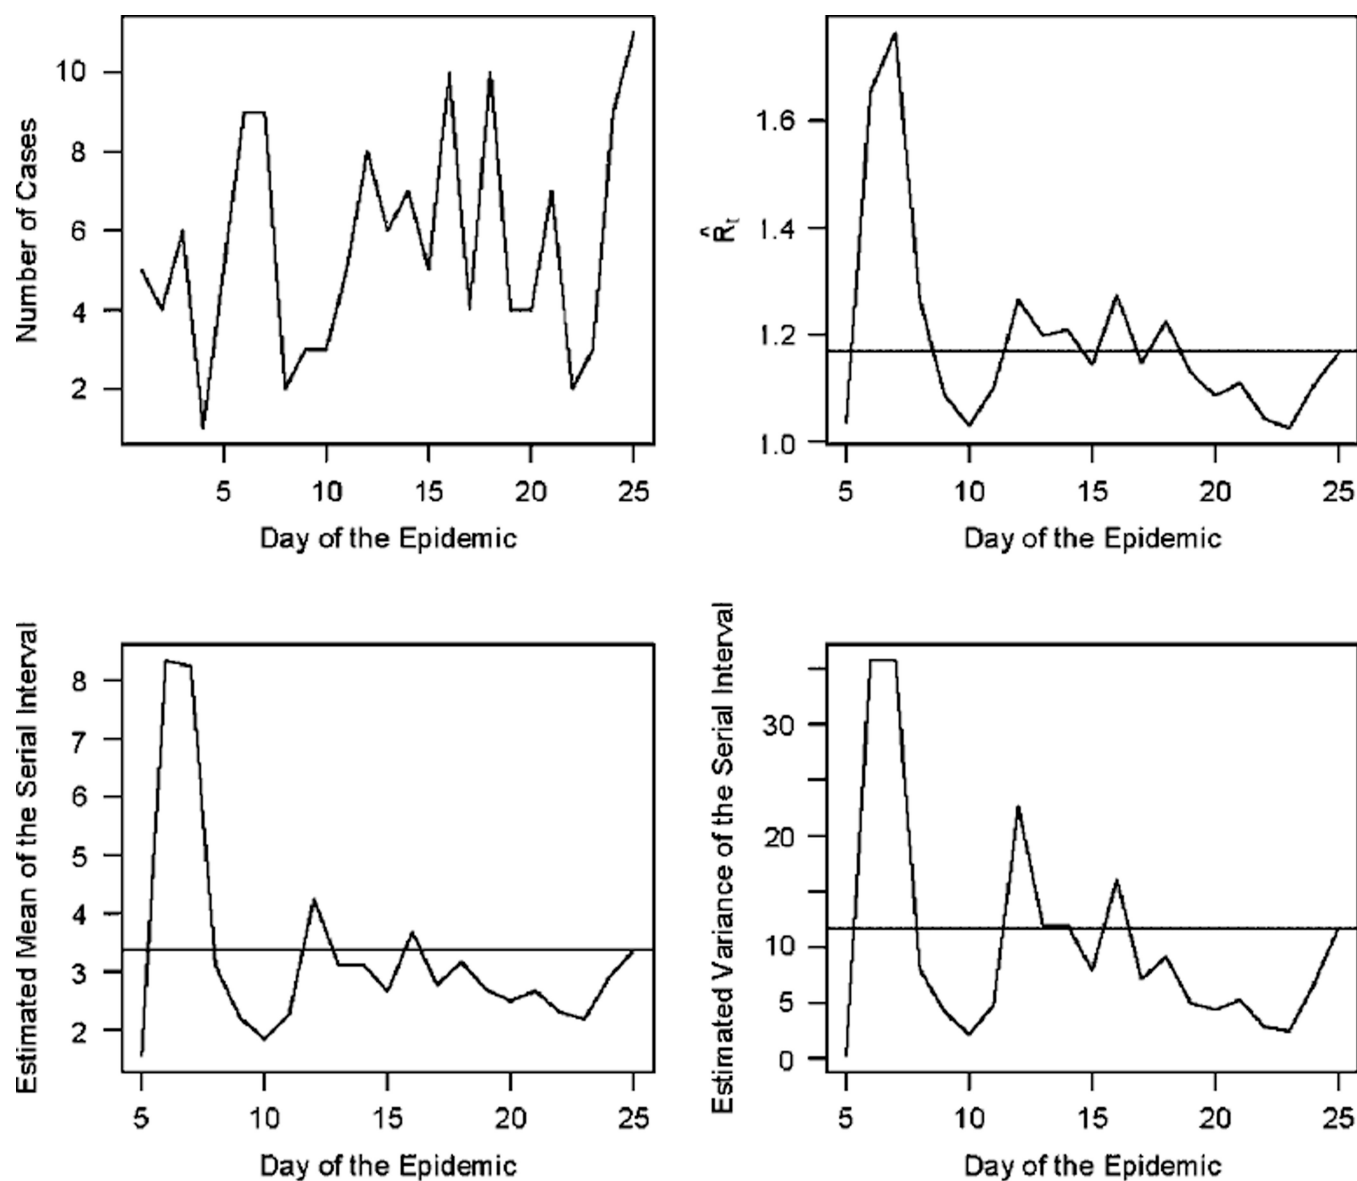 Number of Cases
10
8
6
4
2
5 10 15 20 25
Day of the Epidemic
R̂t
1.6
1.4
1.2
1.0
5 10 15 20 25
Day of the Epidemic
Estimated Mean of the Serial Interval
8
7
6
5
4
3
2
5 10 15 20 25
Day of the Epidemic
Estimated Variance of the Serial Interval
30
20
10
5
0
5 10 15 20 25
Day of the Epidemic